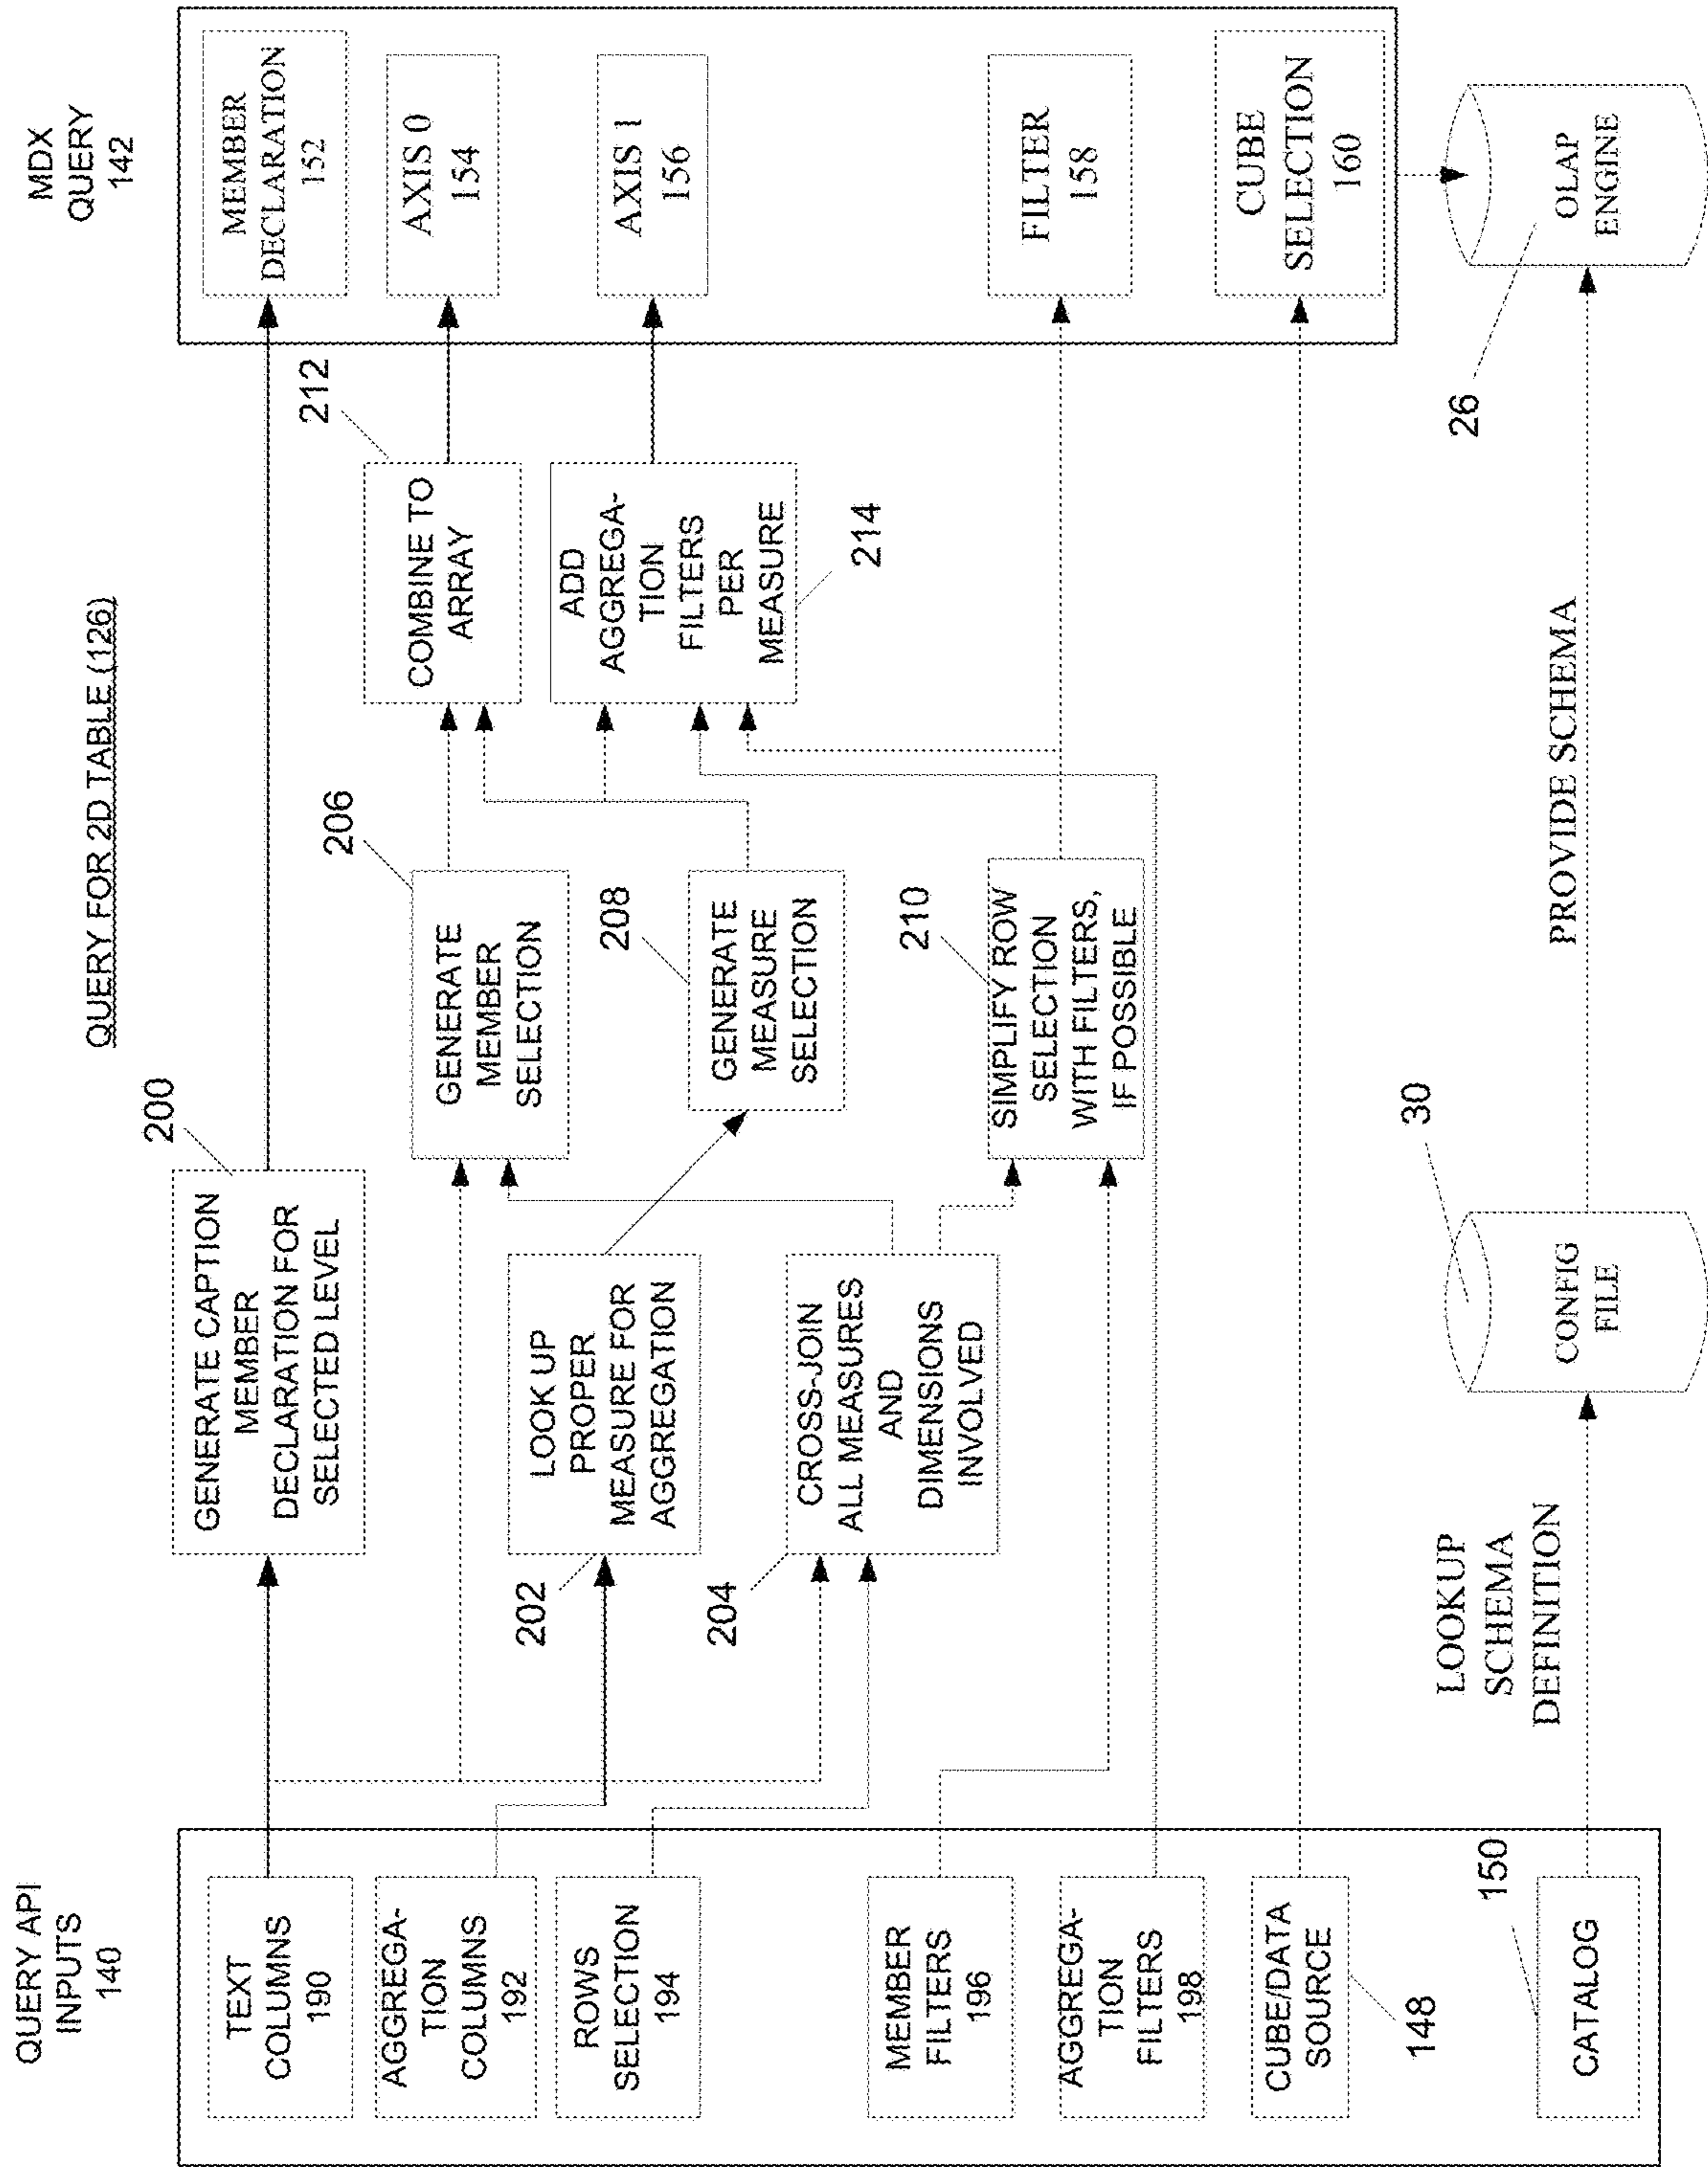 QUERY FOR 2D TABLE (126)
QUERY API
INPUTS
140
TEXT
COLUMNS
190
AGGREGA-
TION
COLUMNS
192
ROWS
SELECTION
194
MEMBER
FILTERS
196
AGGREGA-
TION
FILTERS
198
CUBE/DATA
SOURCE
148
150
CATALOG
200
GENERATE CAPTION
MEMBER
DECLARATION FOR
SELECTED LEVEL
202
LOOK UP
PROPER
MEASURE FOR
AGGREGATION
204
CROSS-JOIN
ALL MEASURES
AND
DIMENSIONS
INVOLVED
LOOKUP
SCHEMA
DEFINITION
30
CONFIG
FILE
206
GENERATE
MEMBER
SELECTION
208
GENERATE
MEASURE
SELECTION
210
SIMPLIFY ROW
SELECTION
WITH FILTERS,
IF POSSIBLE
PROVIDE SCHEMA
212
COMBINE TO
ARRAY
ADD
AGGREGA-
TION
FILTERS
PER
MEASURE
214
MDX
QUERY
142
MEMBER
DECLARATION
152
AXIS 0
154
AXIS 1
156
FILTER
158
CUBE
SELECTION
160
26
OLAP
ENGINE